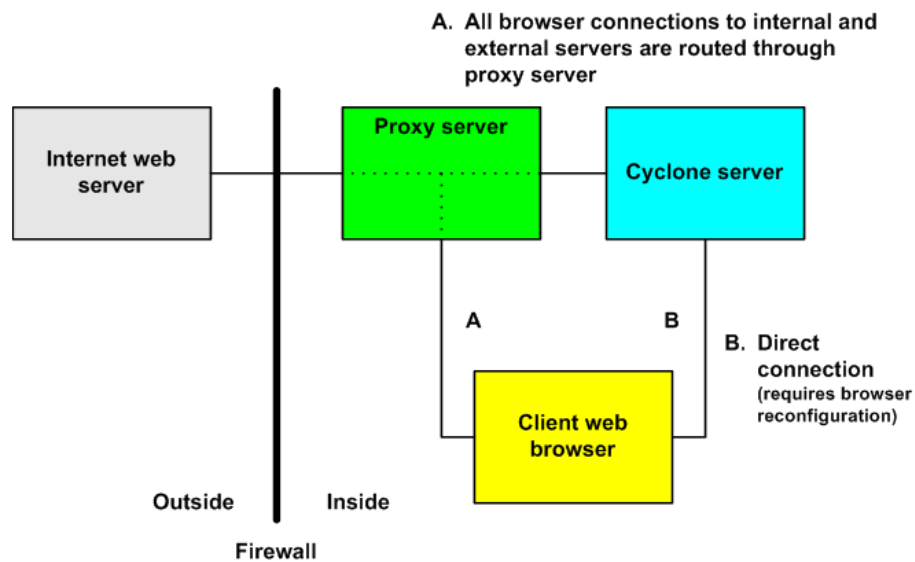 A. All browser connections to internal and
external servers are routed through
proxy server
Internet web
server
Proxy server
Cyclone server
A
B
B. Direct
connection
(requires browser
reconfiguration)
Client web
browser
Outside
Inside
Firewall